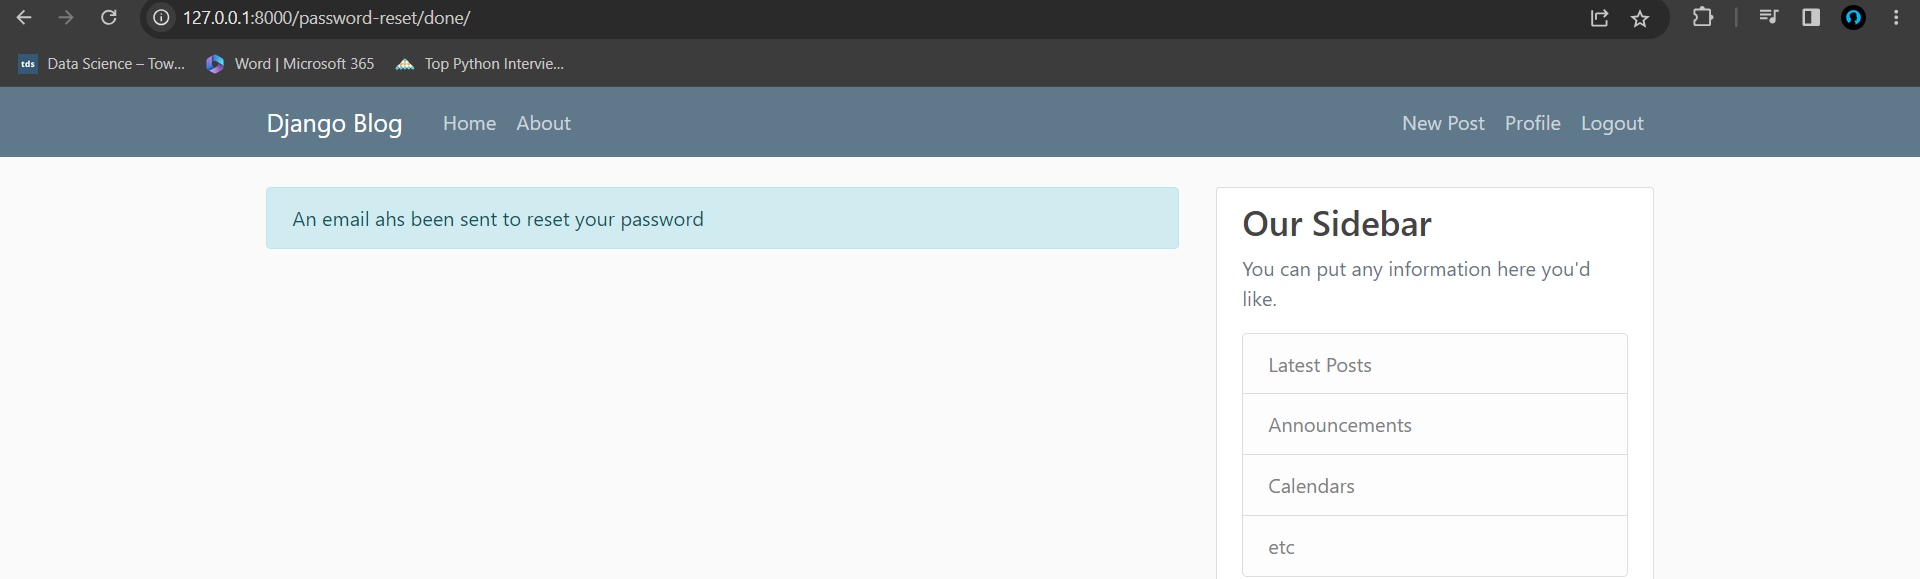 127.0.0.1:8000/password-reset/done/
tds Data Science – Tow... Word | Microsoft 365 Top Python Intervie...
Django Blog Home About New Post Profile Logout
An email ahs been sent to reset your password
Our Sidebar
You can put any information here you'd
like.
Latest Posts
Announcements
Calendars
etc